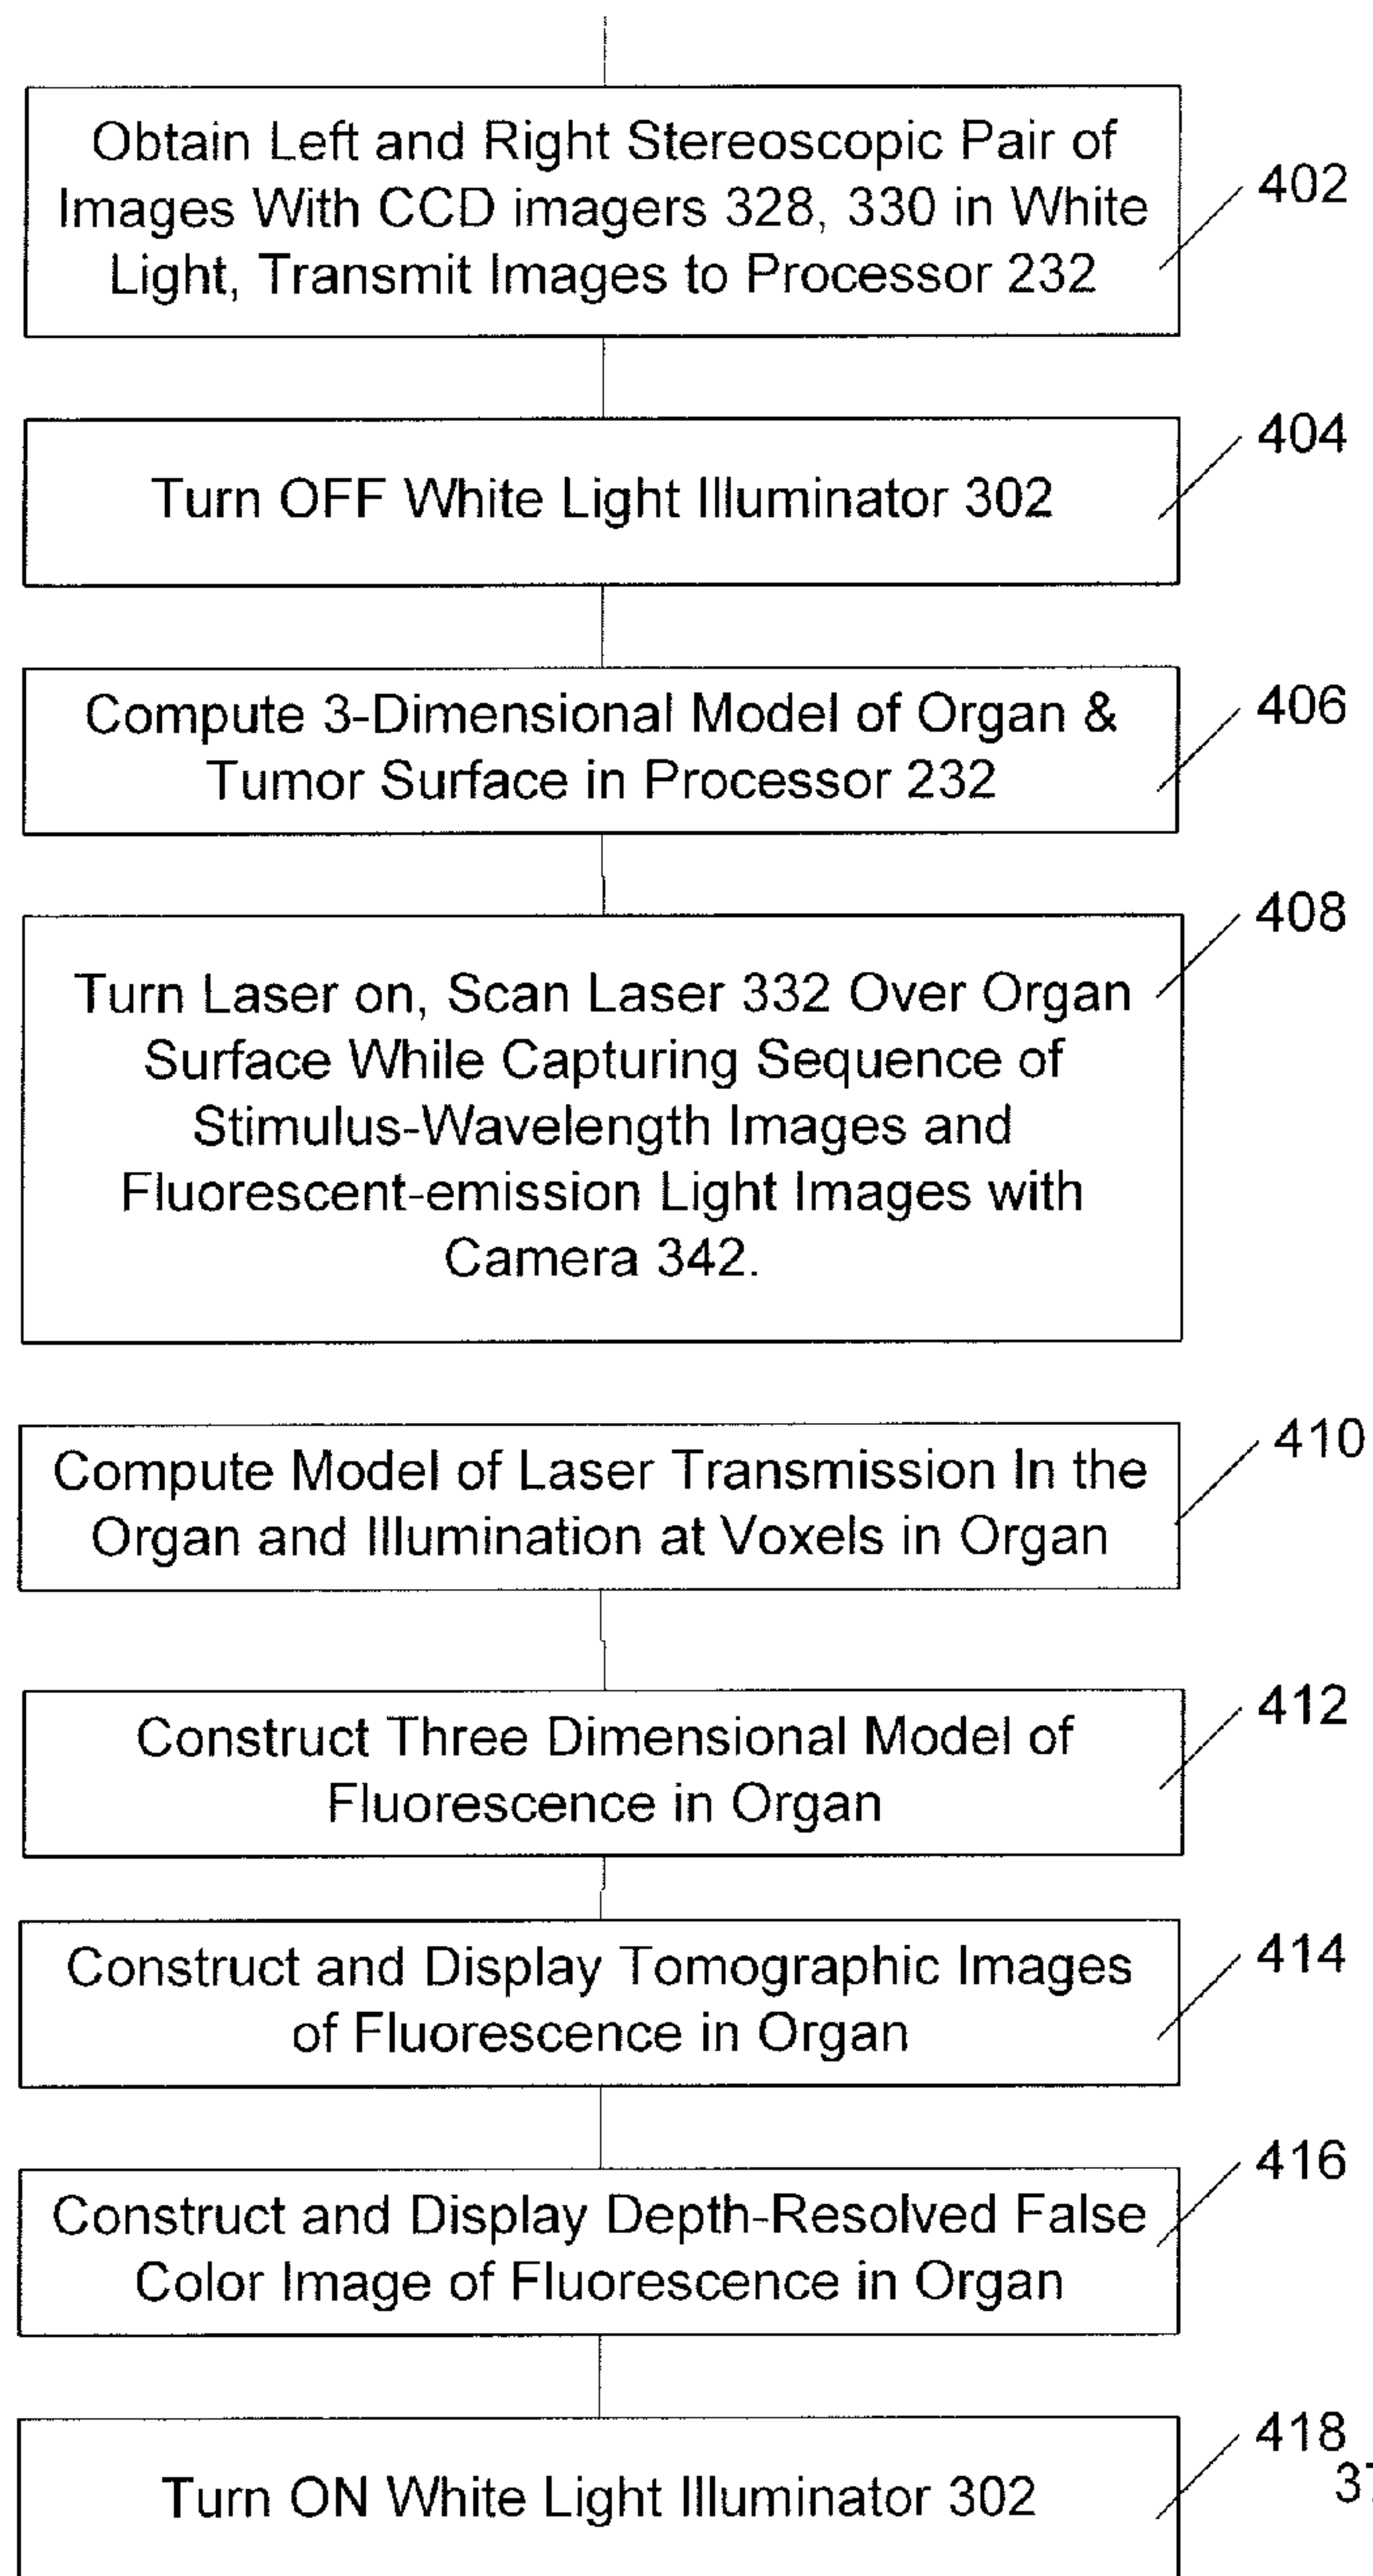 Obtain Left and Right Stereoscopic Pair of
Images With CCD imagers 328, 330 in White
Light, Transmit Images to Processor 232
402
Turn OFF White Light Illuminator 302
404
Compute 3-Dimensional Model of Organ &
Tumor Surface in Processor 232
406
Turn Laser on, Scan Laser 332 Over Organ
Surface While Capturing Sequence of
Stimulus-Wavelength Images and
Fluorescent-emission Light Images with
Camera 342.
408
Compute Model of Laser Transmission In the
Organ and Illumination at Voxels in Organ
410
Construct Three Dimensional Model of
Fluorescence in Organ
412
Construct and Display Tomographic Images
of Fluorescence in Organ
414
Construct and Display Depth-Resolved False
Color Image of Fluorescence in Organ
416
Turn ON White Light Illuminator 302
418